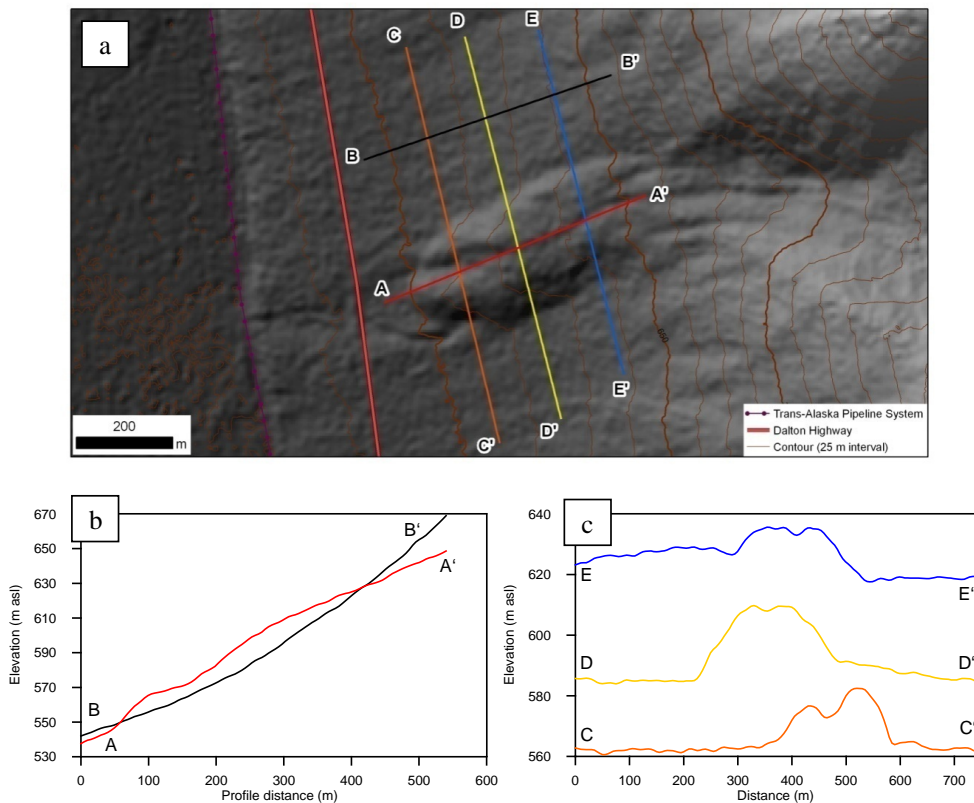 a
E
D
C
B'
B
A'
A
650
E'
D'
C'
200
m
Trans-Alaska Pipeline System
Dalton Highway
Contour (25 m interval)
b
670
650
630
610
590
570
550
530
Elevation (m asl)
B'
A'
B
A
0 100 200 300 400 500 600
Profile distance (m)
c
640
620
600
580
560
Elevation (m asl)
E
E'
D
D'
C
C'
0 100 200 300 400 500 600 700
Distance (m)